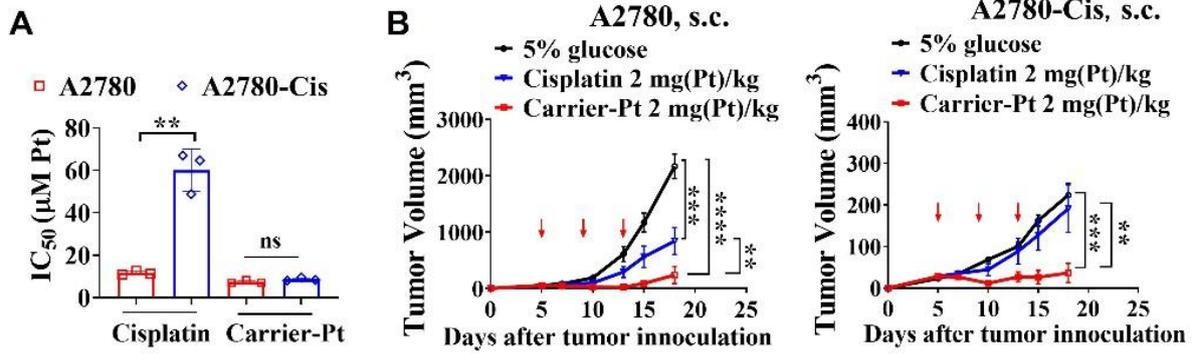 A
A2780
A2780-Cis
IC50 (μM Pt)
80
60
40
20
0
**
ns
Cisplatin
Carrier-Pt
B
A2780, s.c.
5% glucose
Cisplatin 2 mg(Pt)/kg
Carrier-Pt 2 mg(Pt)/kg
Tumor Volume (mm3)
3000
2000
1000
0
***
****
**
0 5 10 15 20 25
Days after tumor innoculation
A2780-Cis, s.c.
5% glucose
Cisplatin 2 mg(Pt)/kg
Carrier-Pt 2 mg(Pt)/kg
Tumor Volume (mm3)
400
300
200
100
0
***
**
0 5 10 15 20 25
Days after tumor innoculation